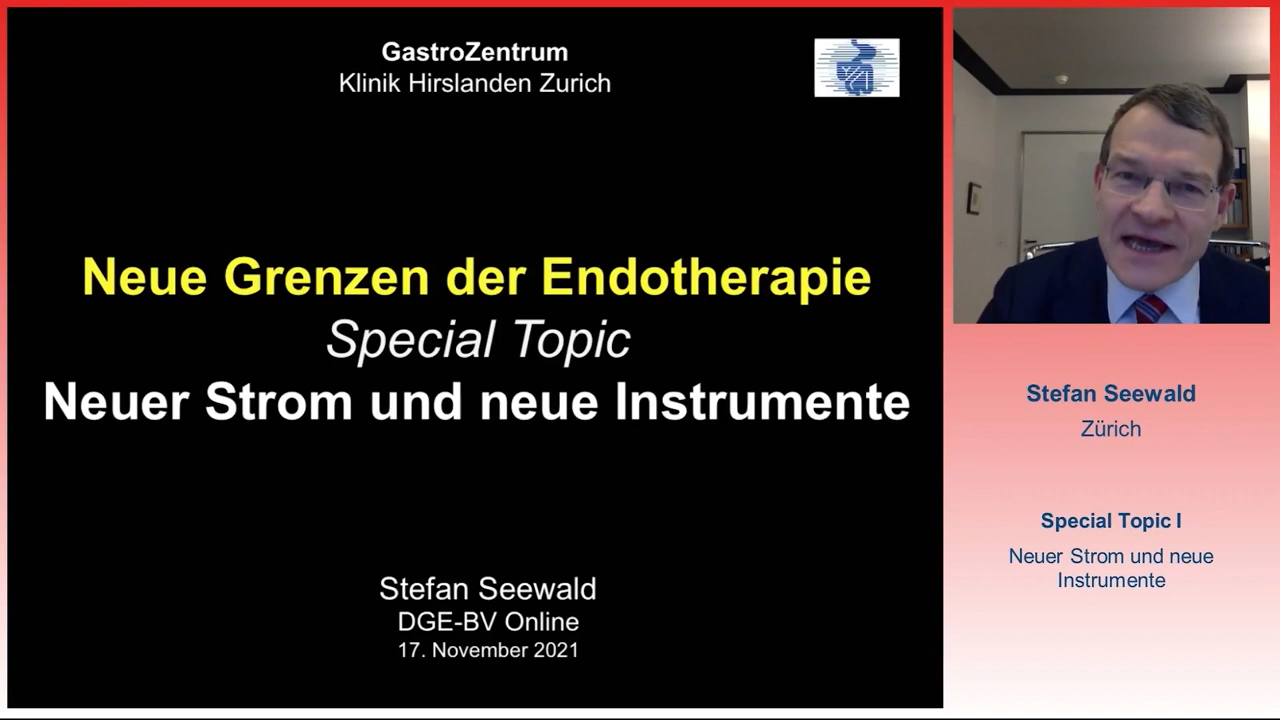 GastroZentrum
Klinik Hirslanden Zurich
Neue Grenzen der Endotherapie
Special Topic
Neuer Strom und neue Instrumente
Stefan Seewald
DGE-BV Online
17. November 2021
Stefan Seewald
Zürich
Special Topic I
Neuer Strom und neue
Instrumente